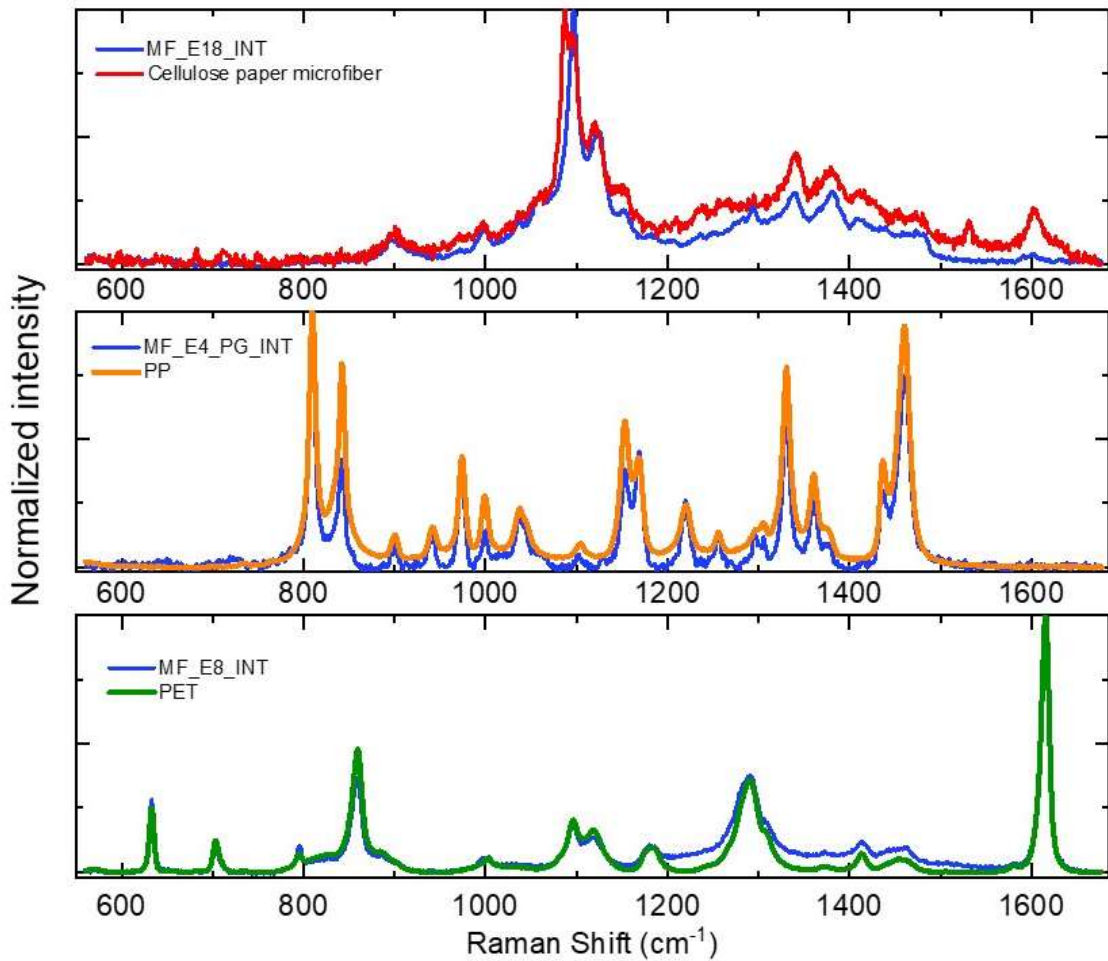 MF_E18_INT
Cellulose paper microfiber
600 800 1000 1200 1400 1600
MF_E4_PG_INT
PP
600 800 1000 1200 1400 1600
MF_E8_INT
PET
600 800 1000 1200 1400 1600
Normalized intensity
Raman Shift (cm⁻¹)